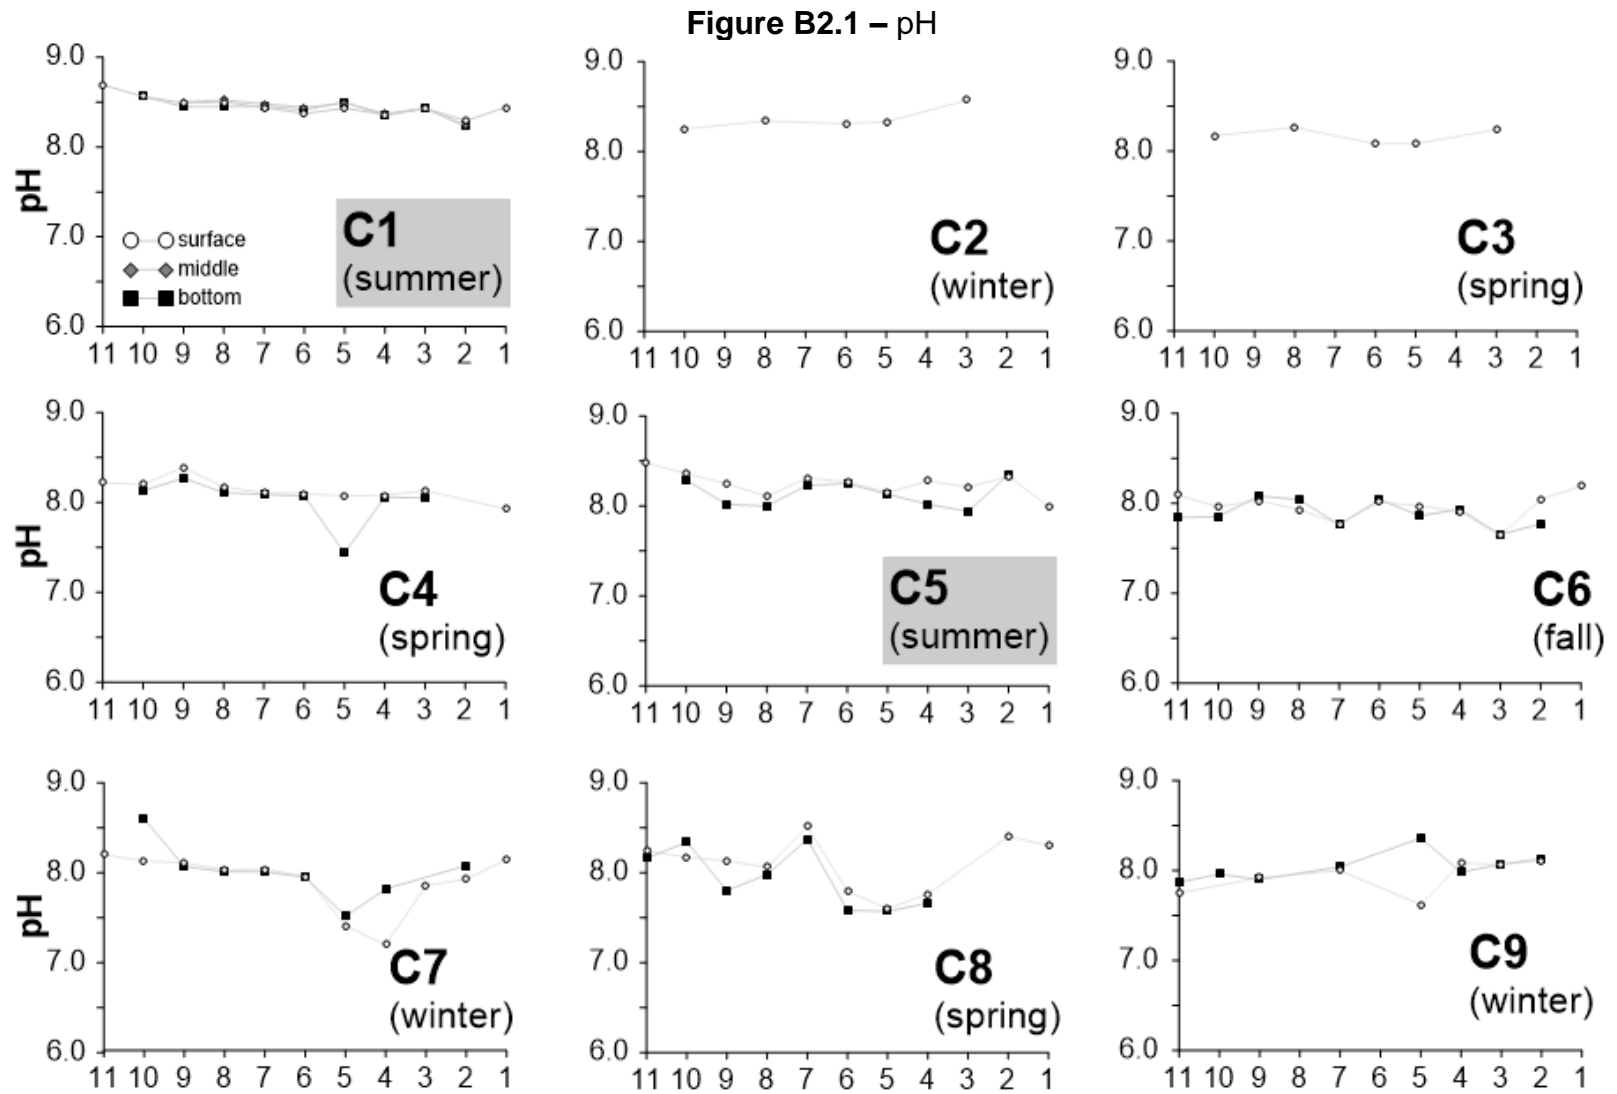 Figure B2.1 – pH
9.0
8.0
7.0
6.0
pH
surface
middle
bottom
C1
(summer)
11 10 9 8 7 6 5 4 3 2 1
9.0
8.0
7.0
6.0
C2
(winter)
11 10 9 8 7 6 5 4 3 2 1
9.0
8.0
7.0
6.0
C3
(spring)
11 10 9 8 7 6 5 4 3 2 1
9.0
8.0
7.0
6.0
pH
C4
(spring)
11 10 9 8 7 6 5 4 3 2 1
9.0
8.0
7.0
6.0
C5
(summer)
11 10 9 8 7 6 5 4 3 2 1
9.0
8.0
7.0
6.0
C6
(fall)
11 10 9 8 7 6 5 4 3 2 1
9.0
8.0
7.0
6.0
pH
C7
(winter)
11 10 9 8 7 6 5 4 3 2 1
9.0
8.0
7.0
6.0
C8
(spring)
11 10 9 8 7 6 5 4 3 2 1
9.0
8.0
7.0
6.0
C9
(winter)
11 10 9 8 7 6 5 4 3 2 1